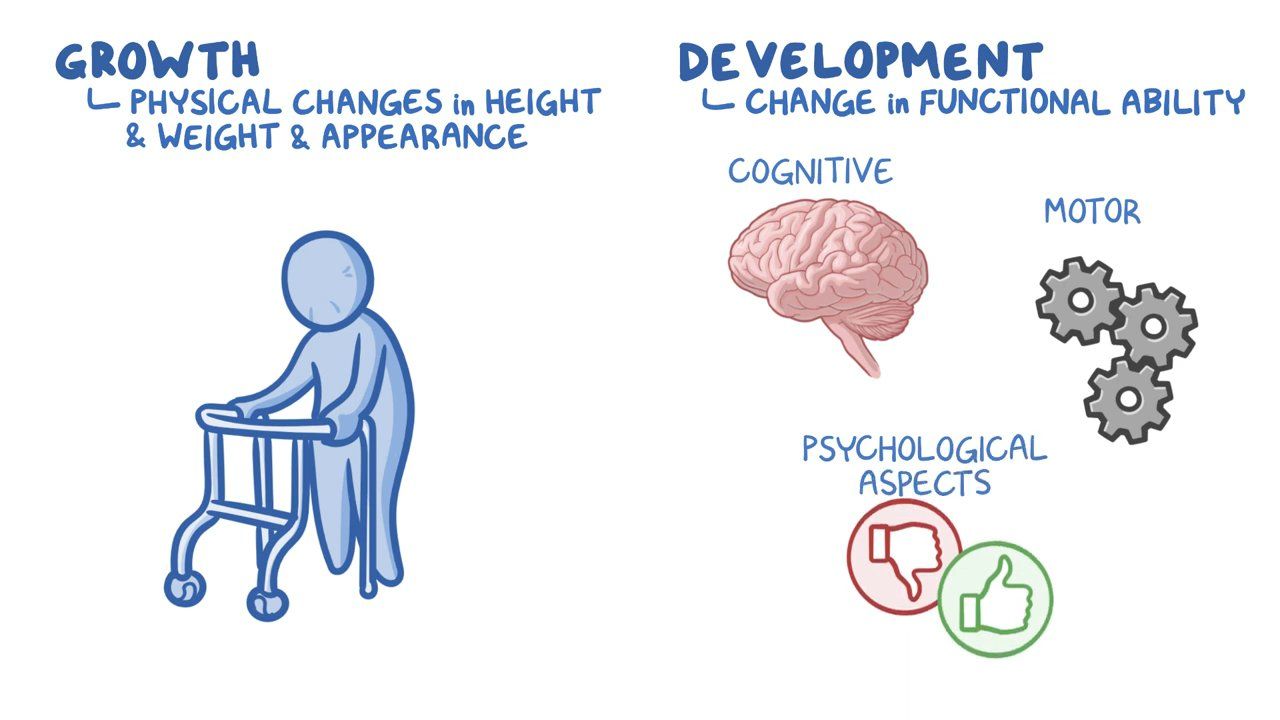 GROWTH
PHYSICAL CHANGES in HEIGHT
& WEIGHT & APPEARANCE
DEVELOPMENT
CHANGE in FUNCTIONAL ABILITY
COGNITIVE
MOTOR
PSYCHOLOGICAL
ASPECTS